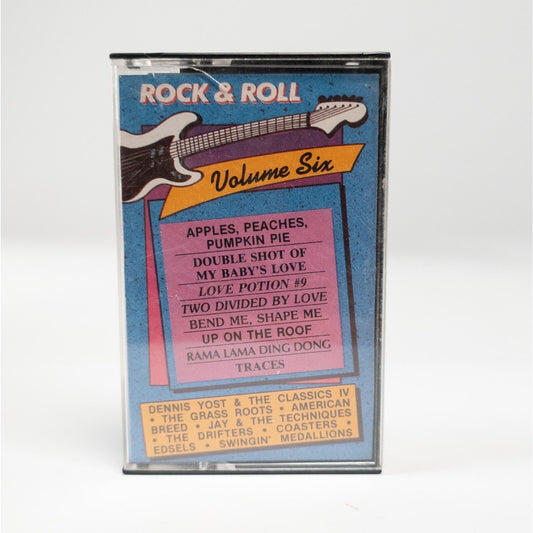 ROCK & ROLL
Volume Six
APPLES, PEACHES,
PUMPKIN PIE
DOUBLE SHOT OF
MY BABY'S LOVE
LOVE POTION #9
TWO DIVIDED BY LOVE
BEND ME, SHAPE ME
UP ON THE ROOF
RAMA LAMA DING DONG
TRACES
DENNIS YOST & THE CLASSICS IV
• THE GRASS ROOTS • AMERICAN
BREED • JAY & THE TECHNIQUES
• THE DRIFTERS • COASTERS •
EDSELS • SWINGIN' MEDALLIONS